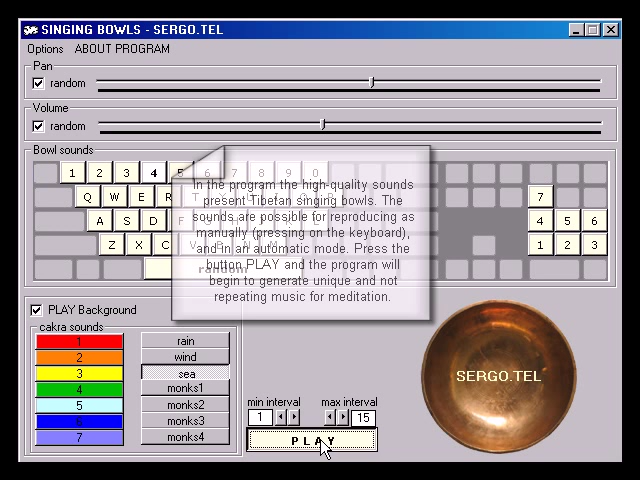 SINGING BOWLS - SERGO.TEL
Options ABOUT PROGRAM
Pan
random
Volume
random
Bowl sounds
1 2 3 4 5 6 7 8 9 0
Q W E R T Y U I O P
7
A S D F
4 5 6
Z X C V B N M
1 2 3
random
In the program the high-quality sounds
present Tibetan singing bowls. The
sounds are possible for reproducing as
manually (pressing on the keyboard),
and in an automatic mode. Press the
button PLAY and the program will
begin to generate unique and not
repeating music for meditation.
PLAY Background
cakra sounds
1 rain
2 wind
3 sea
4 monks1
5 monks2
6 monks3
7 monks4
min interval max interval
1 15
PLAY
SERGO.TEL